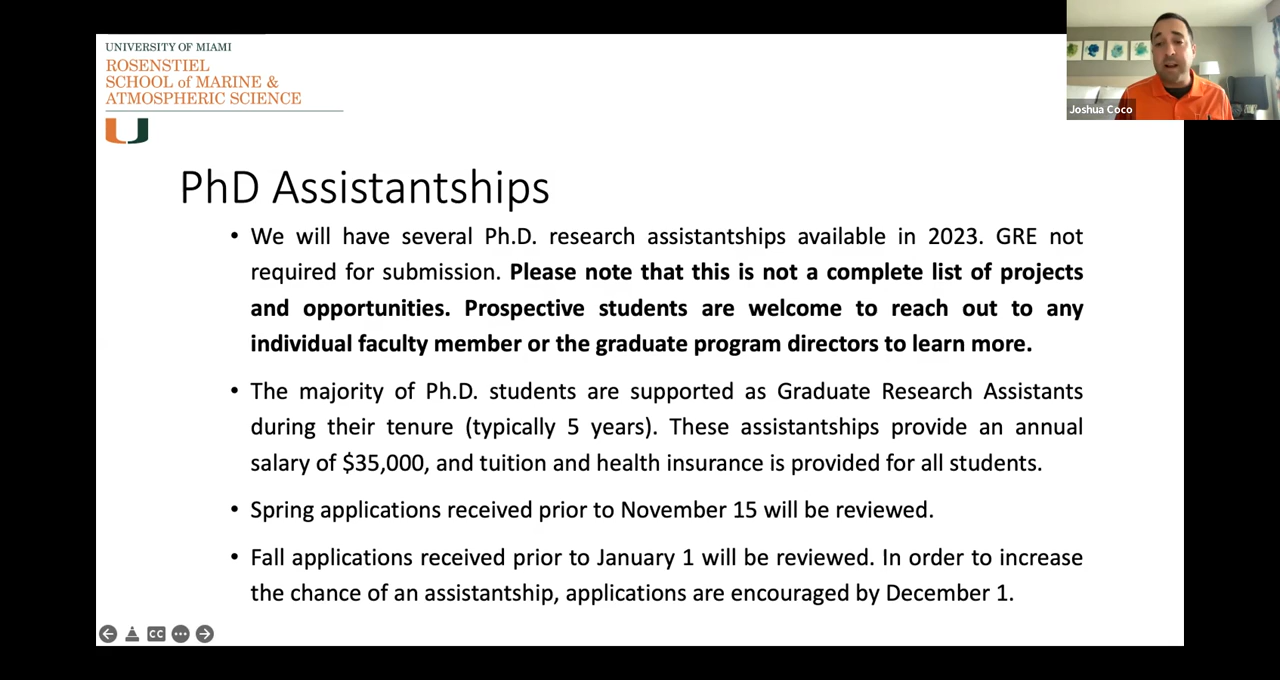 UNIVERSITY OF MIAMI
ROSENSTIEL
SCHOOL of MARINE &
ATMOSPHERIC SCIENCE
Joshua Coco
PhD Assistantships
• We will have several Ph.D. research assistantships available in 2023. GRE not
required for submission. Please note that this is not a complete list of projects
and opportunities. Prospective students are welcome to reach out to any
individual faculty member or the graduate program directors to learn more.
• The majority of Ph.D. students are supported as Graduate Research Assistants
during their tenure (typically 5 years). These assistantships provide an annual
salary of $35,000, and tuition and health insurance is provided for all students.
• Spring applications received prior to November 15 will be reviewed.
• Fall applications received prior to January 1 will be reviewed. In order to increase
the chance of an assistantship, applications are encouraged by December 1.
CC